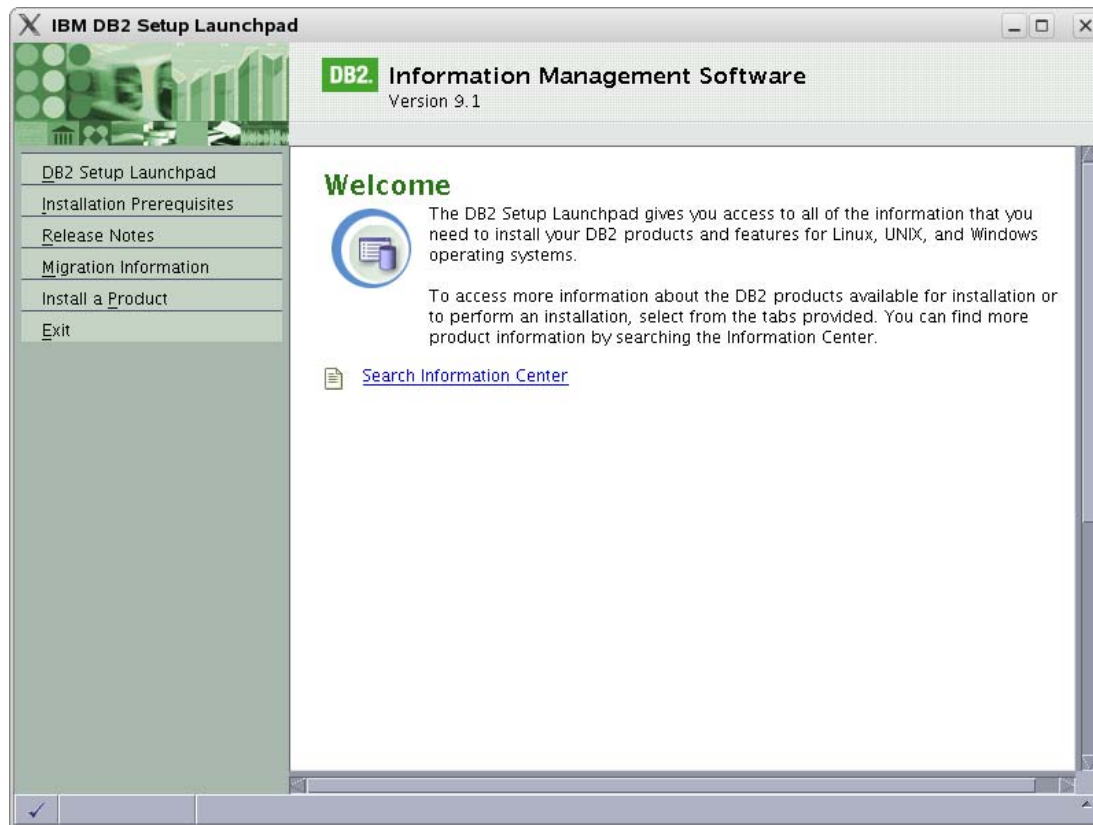 IBM DB2 Setup Launchpad
DB2. Information Management Software
Version 9.1
DB2 Setup Launchpad
Installation Prerequisites
Release Notes
Migration Information
Install a Product
Exit
Welcome
The DB2 Setup Launchpad gives you access to all of the information that you
need to install your DB2 products and features for Linux, UNIX, and Windows
operating systems.
To access more information about the DB2 products available for installation or
to perform an installation, select from the tabs provided. You can find more
product information by searching the Information Center.
Search Information Center